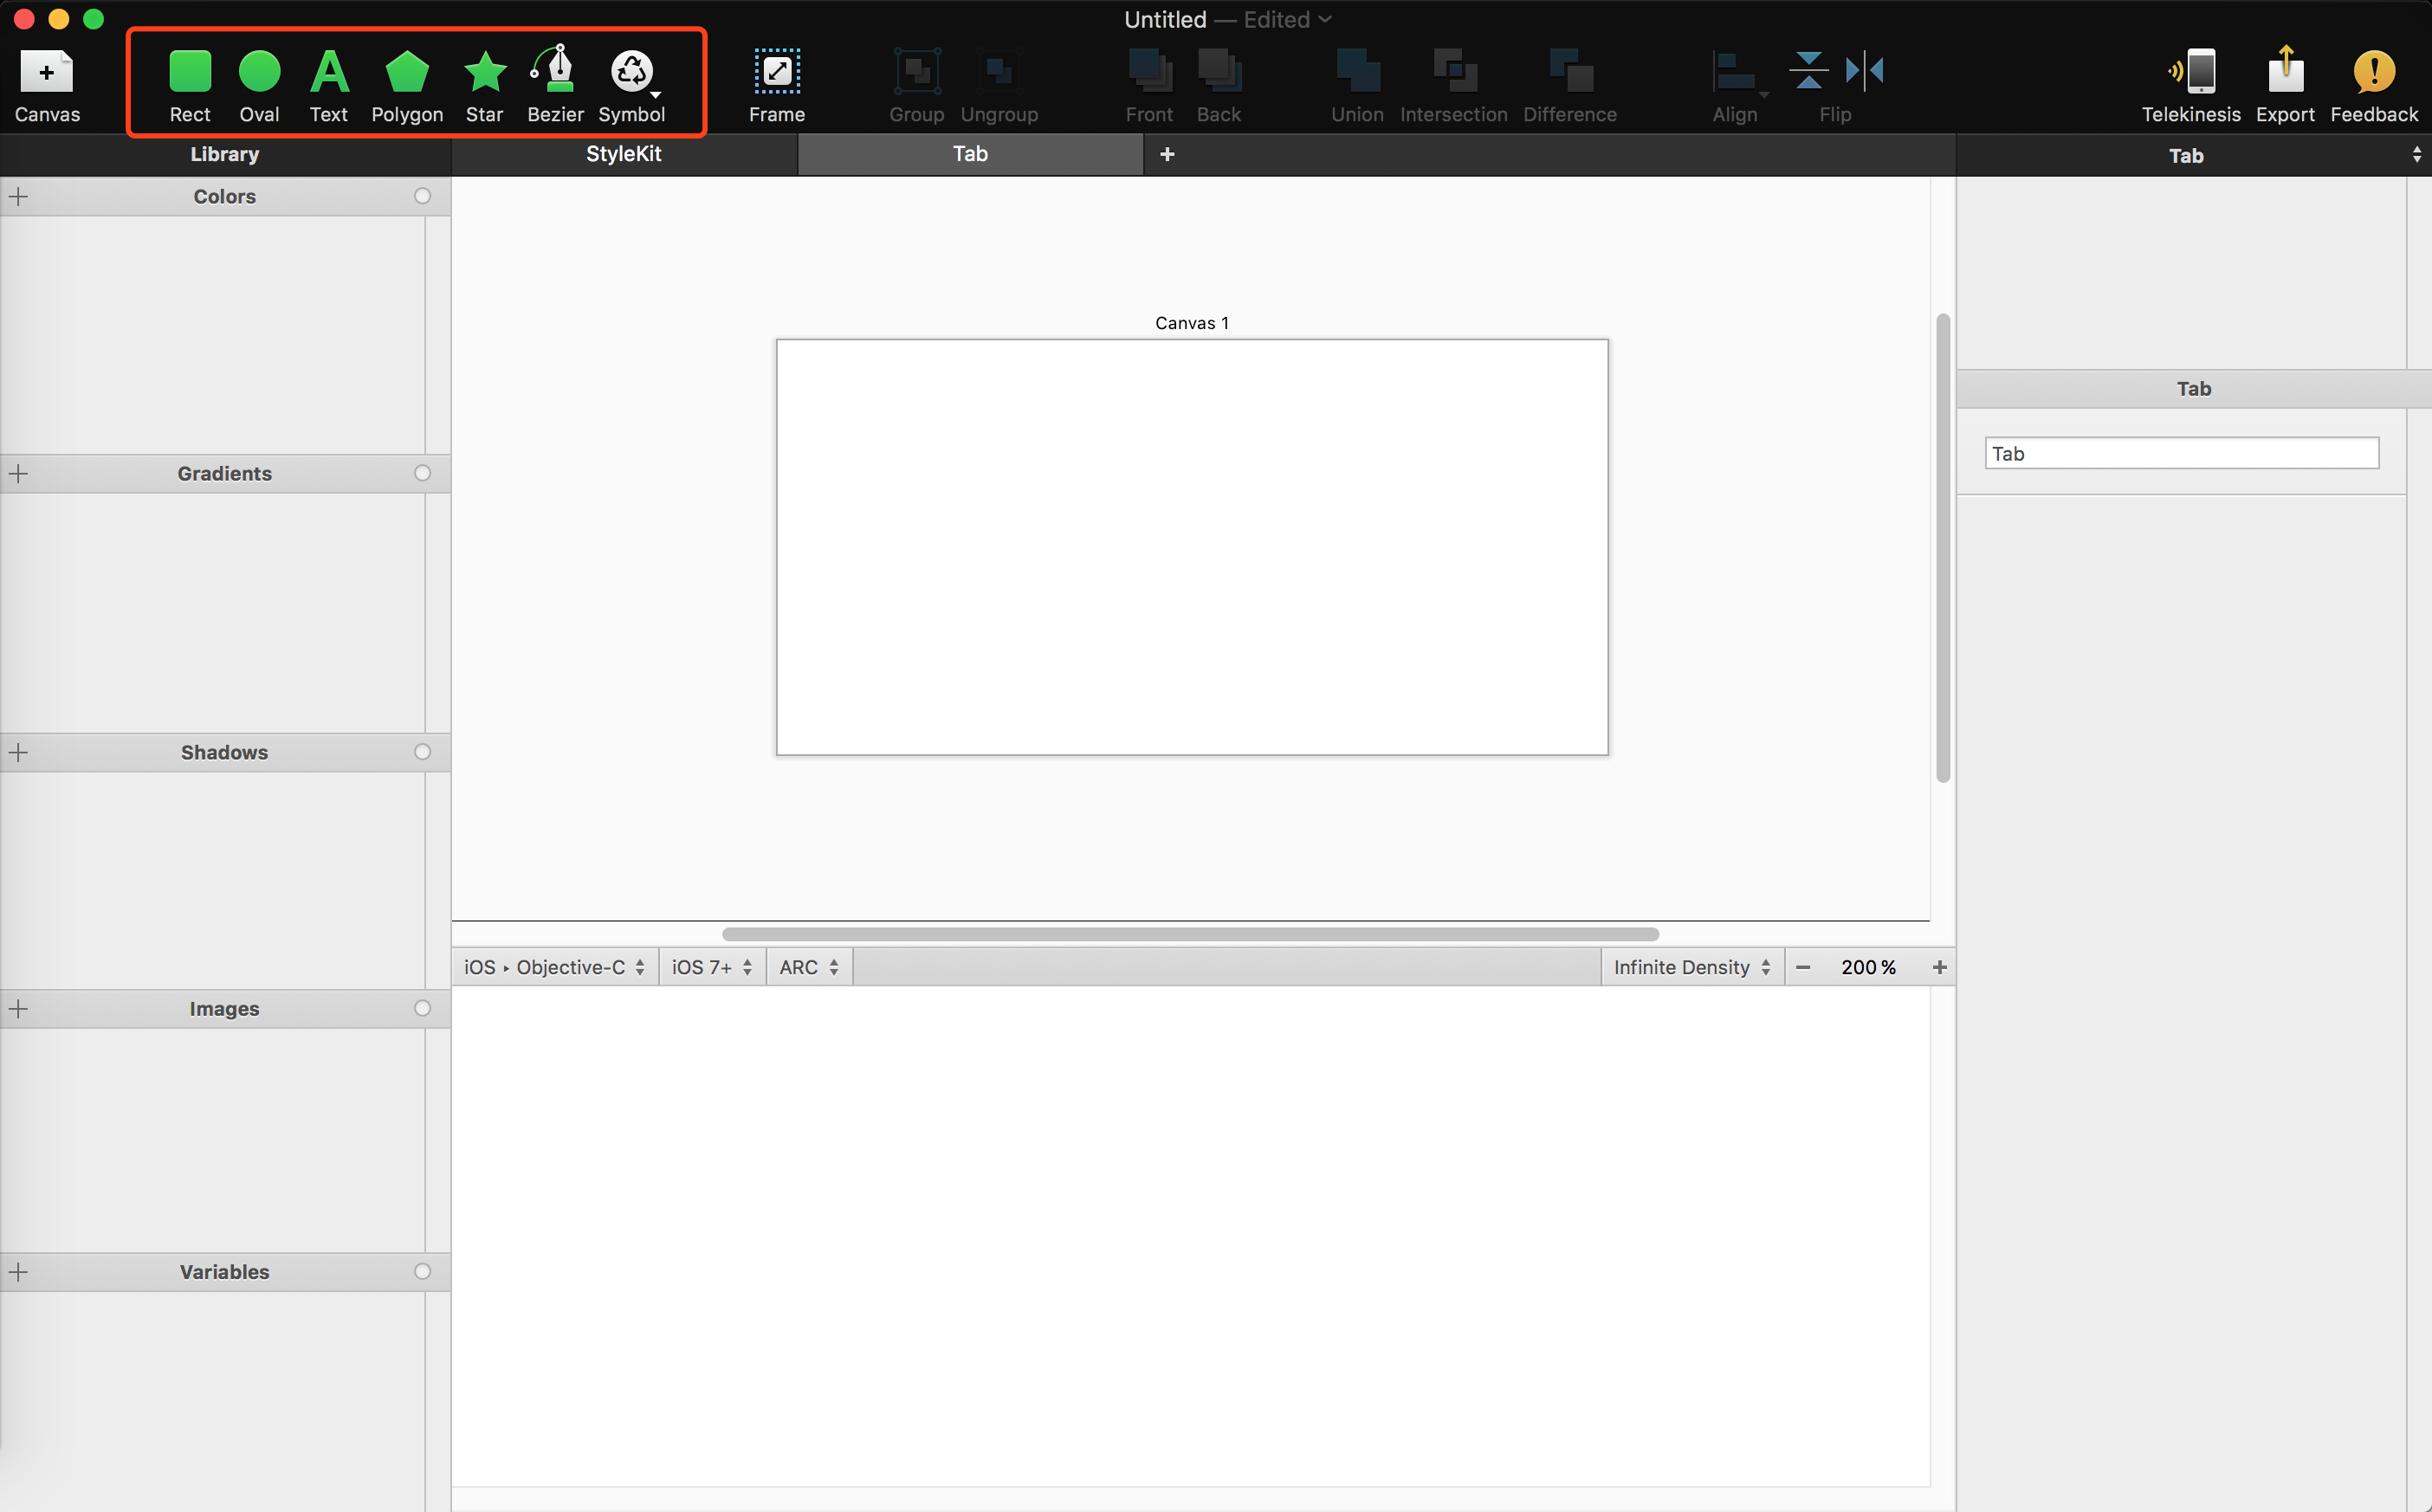 Untitled — Edited
Canvas Rect Oval Text Polygon Star Bezier Symbol Frame Group Ungroup Front Back Union Intersection Difference Align Flip Telekinesis Export Feedback
Library StyleKit Tab + Tab
Colors
Canvas 1
Tab
Tab
Gradients
Shadows
iOS ▸ Objective-C iOS 7+ ARC Infinite Density − 200% +
Images
Variables